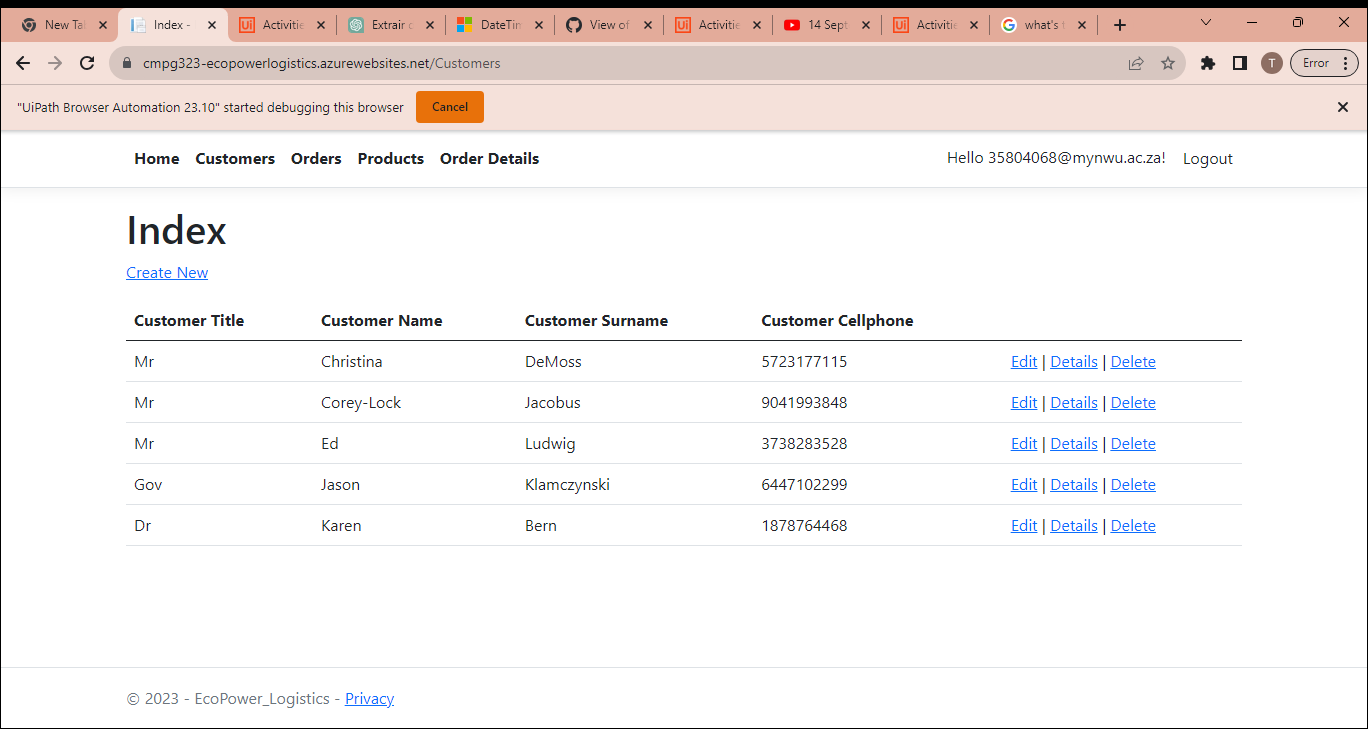 New Ta
Index -
Activitie
Extrair c
DateTin
View of
Activitie
14 Sept
Activitie
what's t
cmpg323-ecopowerlogistics.azurewebsites.net/Customers
T
Error
"UiPath Browser Automation 23.10" started debugging this browser
Cancel
Home Customers Orders Products Order Details
Hello 35804068@mynwu.ac.za! Logout
Index
Create New
Customer Title Customer Name Customer Surname Customer Cellphone
Mr Christina DeMoss 5723177115 Edit | Details | Delete
Mr Corey-Lock Jacobus 9041993848 Edit | Details | Delete
Mr Ed Ludwig 3738283528 Edit | Details | Delete
Gov Jason Klamczynski 6447102299 Edit | Details | Delete
Dr Karen Bern 1878764468 Edit | Details | Delete
© 2023 - EcoPower_Logistics - Privacy